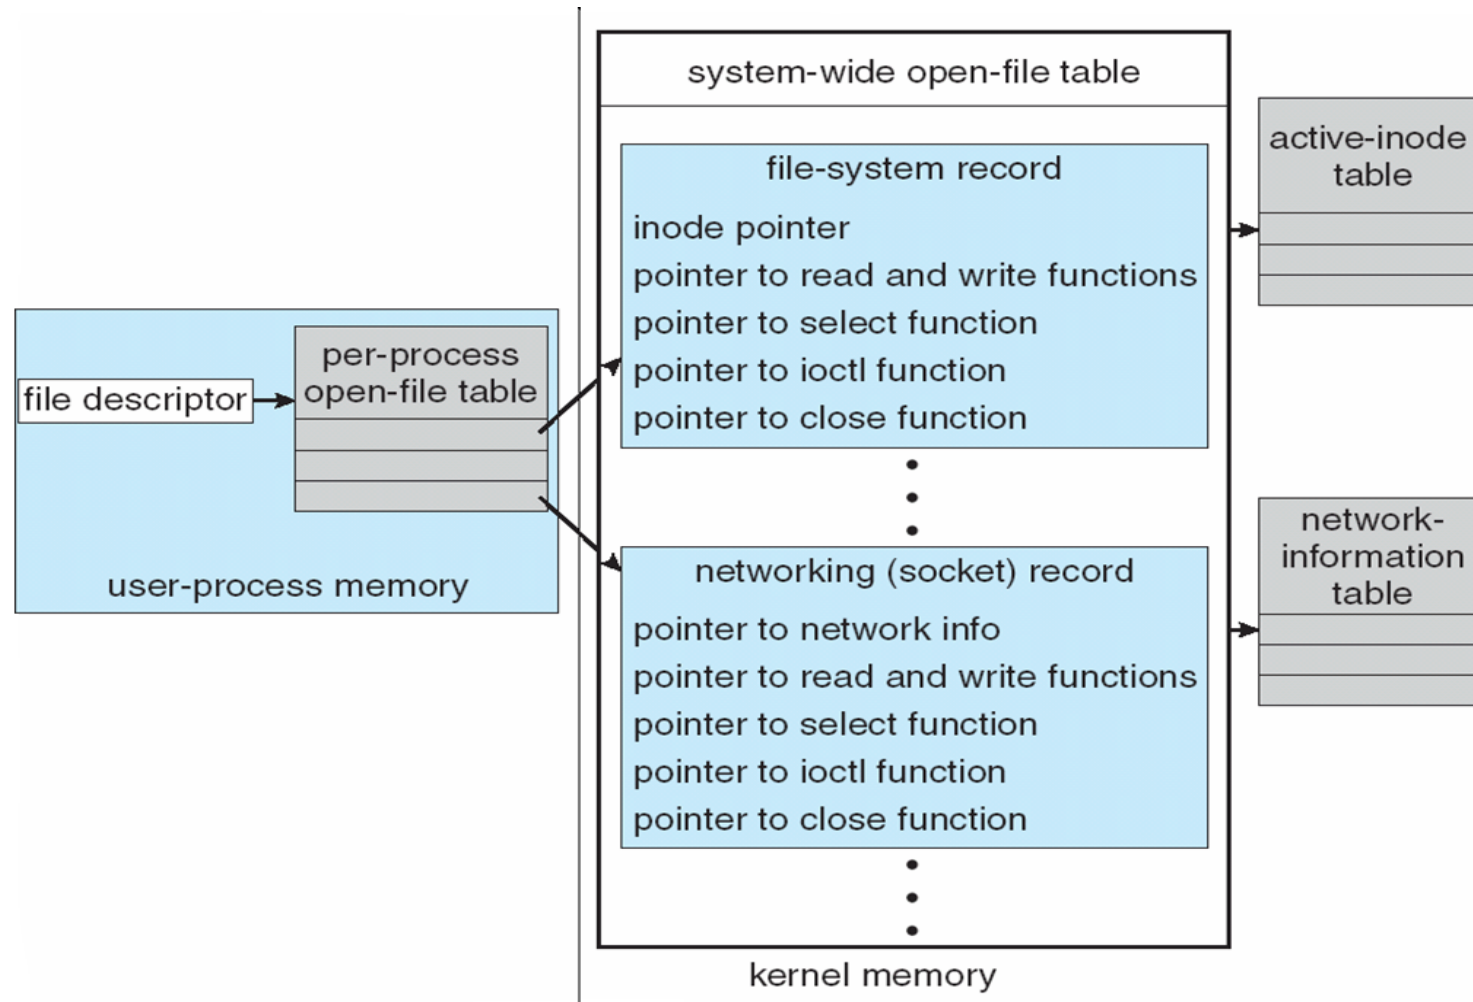 file descriptor
per-process
open-file table
user-process memory
system-wide open-file table
file-system record
inode pointer
pointer to read and write functions
pointer to select function
pointer to ioctl function
pointer to close function
networking (socket) record
pointer to network info
pointer to read and write functions
pointer to select function
pointer to ioctl function
pointer to close function
kernel memory
active-inode
table
network-
information
table